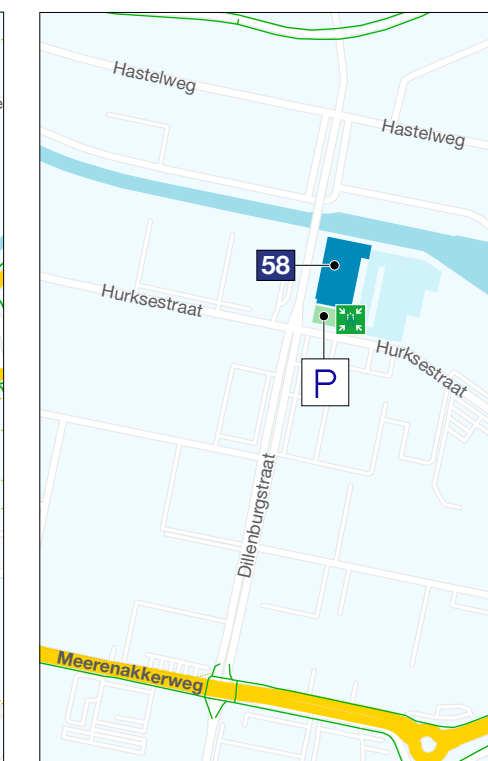 Hastelweg
Hastelweg
58
Hurksestraat
Hurksestraat
P
Dillenburgstraat
Meerenakkerweg